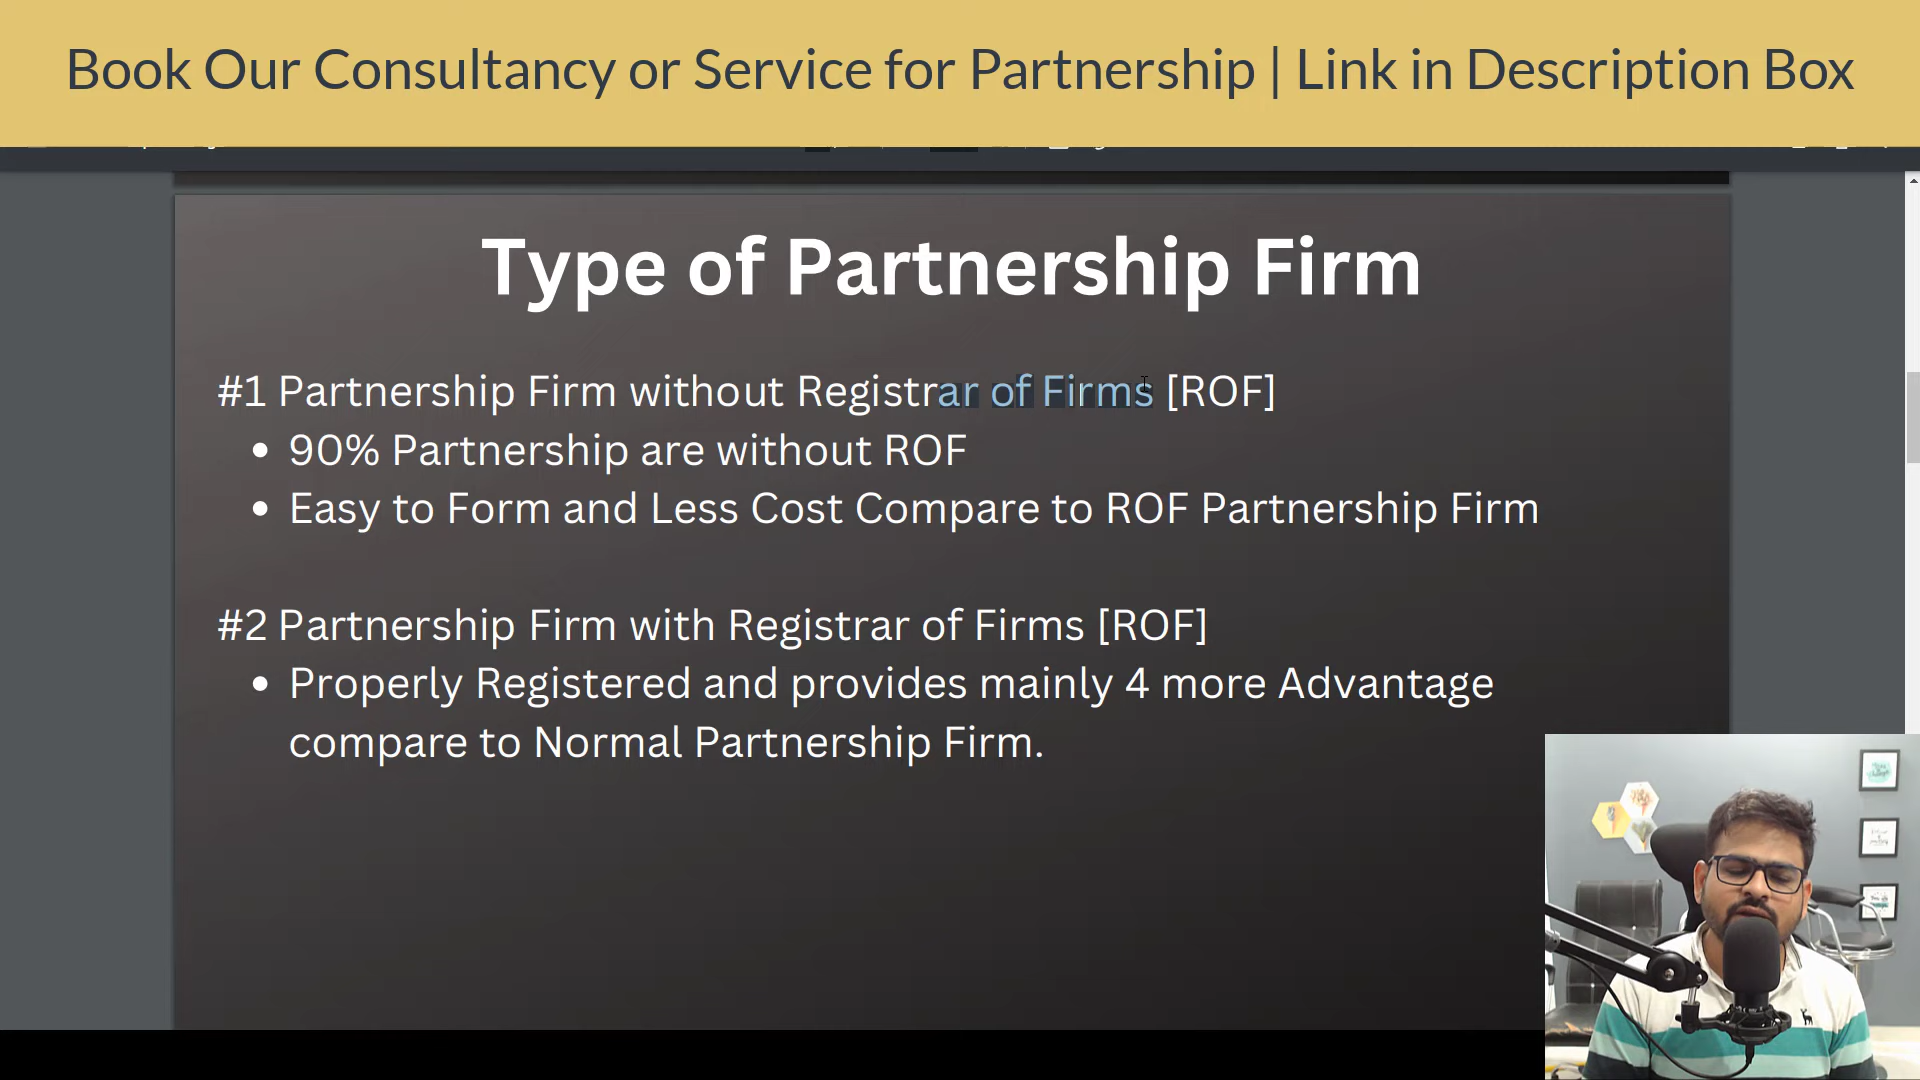 Book Our Consultancy or Service for Partnership | Link in Description Box
Type of Partnership Firm
#1 Partnership Firm without Registrar of Firms [ROF]
• 90% Partnership are without ROF
• Easy to Form and Less Cost Compare to ROF Partnership Firm
#2 Partnership Firm with Registrar of Firms [ROF]
• Properly Registered and provides mainly 4 more Advantage
compare to Normal Partnership Firm.